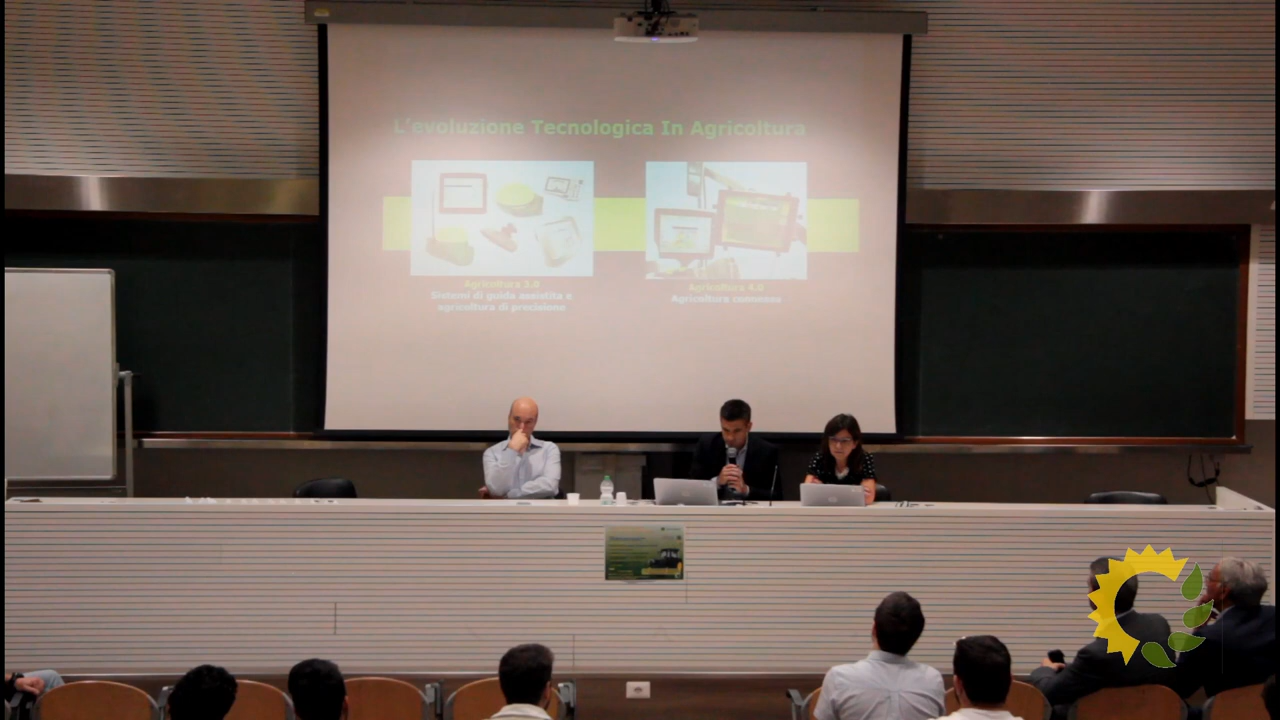 L'evoluzione Tecnologica In Agricoltura
Agricoltura 3.0
Sistemi di guida assistita e
agricoltura di precisione
Agricoltura 4.0
Agricoltura connessa